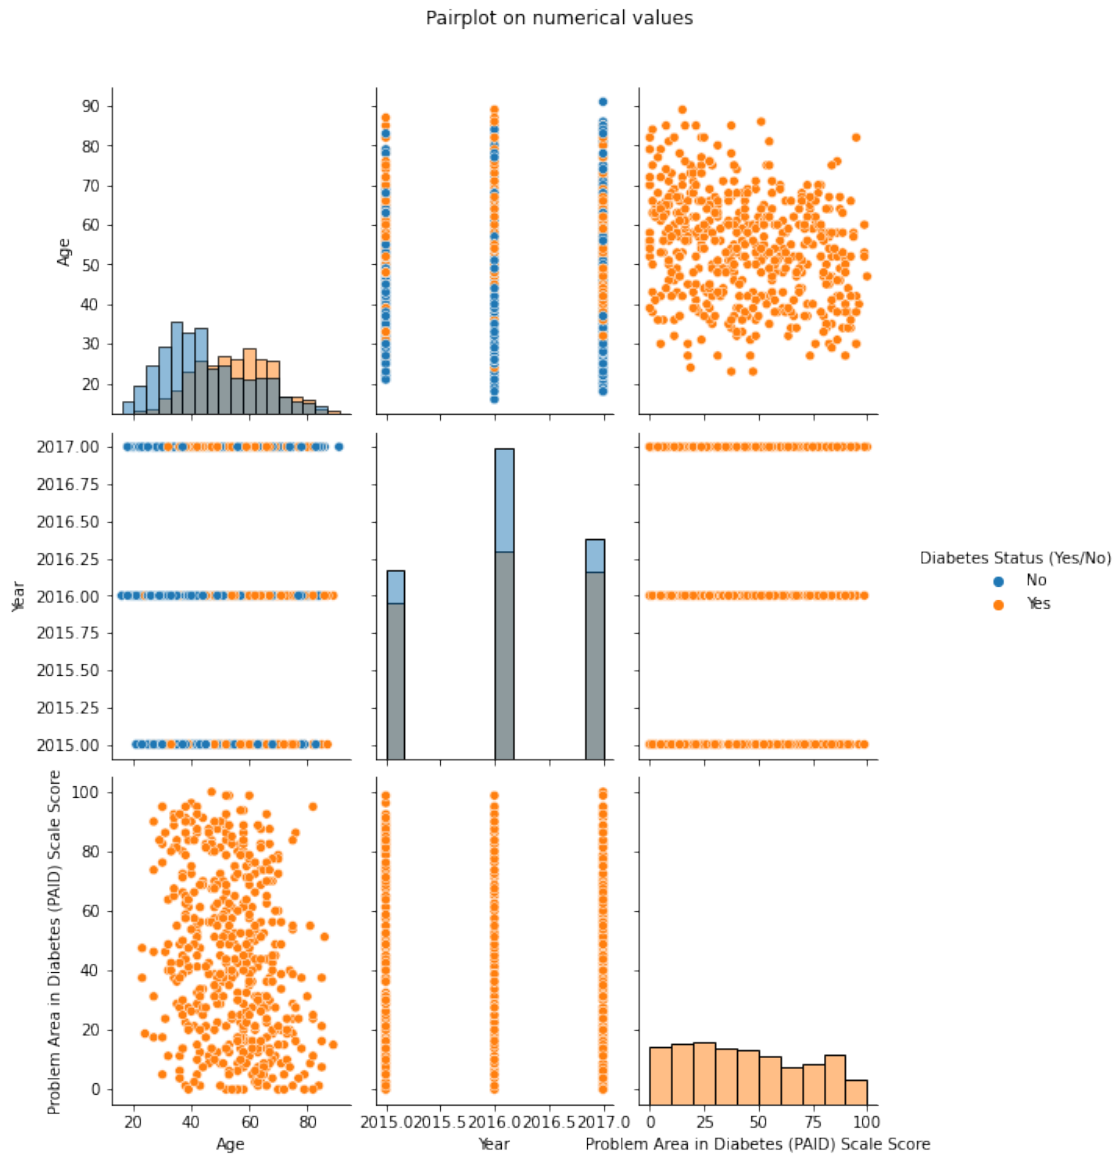 Pairplot on numerical values
90
80
70
60
50
40
30
20
Age
2017.00
2016.75
2016.50
2016.25
2016.00
2015.75
2015.50
2015.25
2015.00
Year
Diabetes Status (Yes/No)
No
Yes
100
80
60
40
20
0
Problem Area in Diabetes (PAID) Scale Score
20 40 60 80
Age
2015.0 2015.5 2016.0 2016.5 2017.0
Year
0 25 50 75 100
Problem Area in Diabetes (PAID) Scale Score